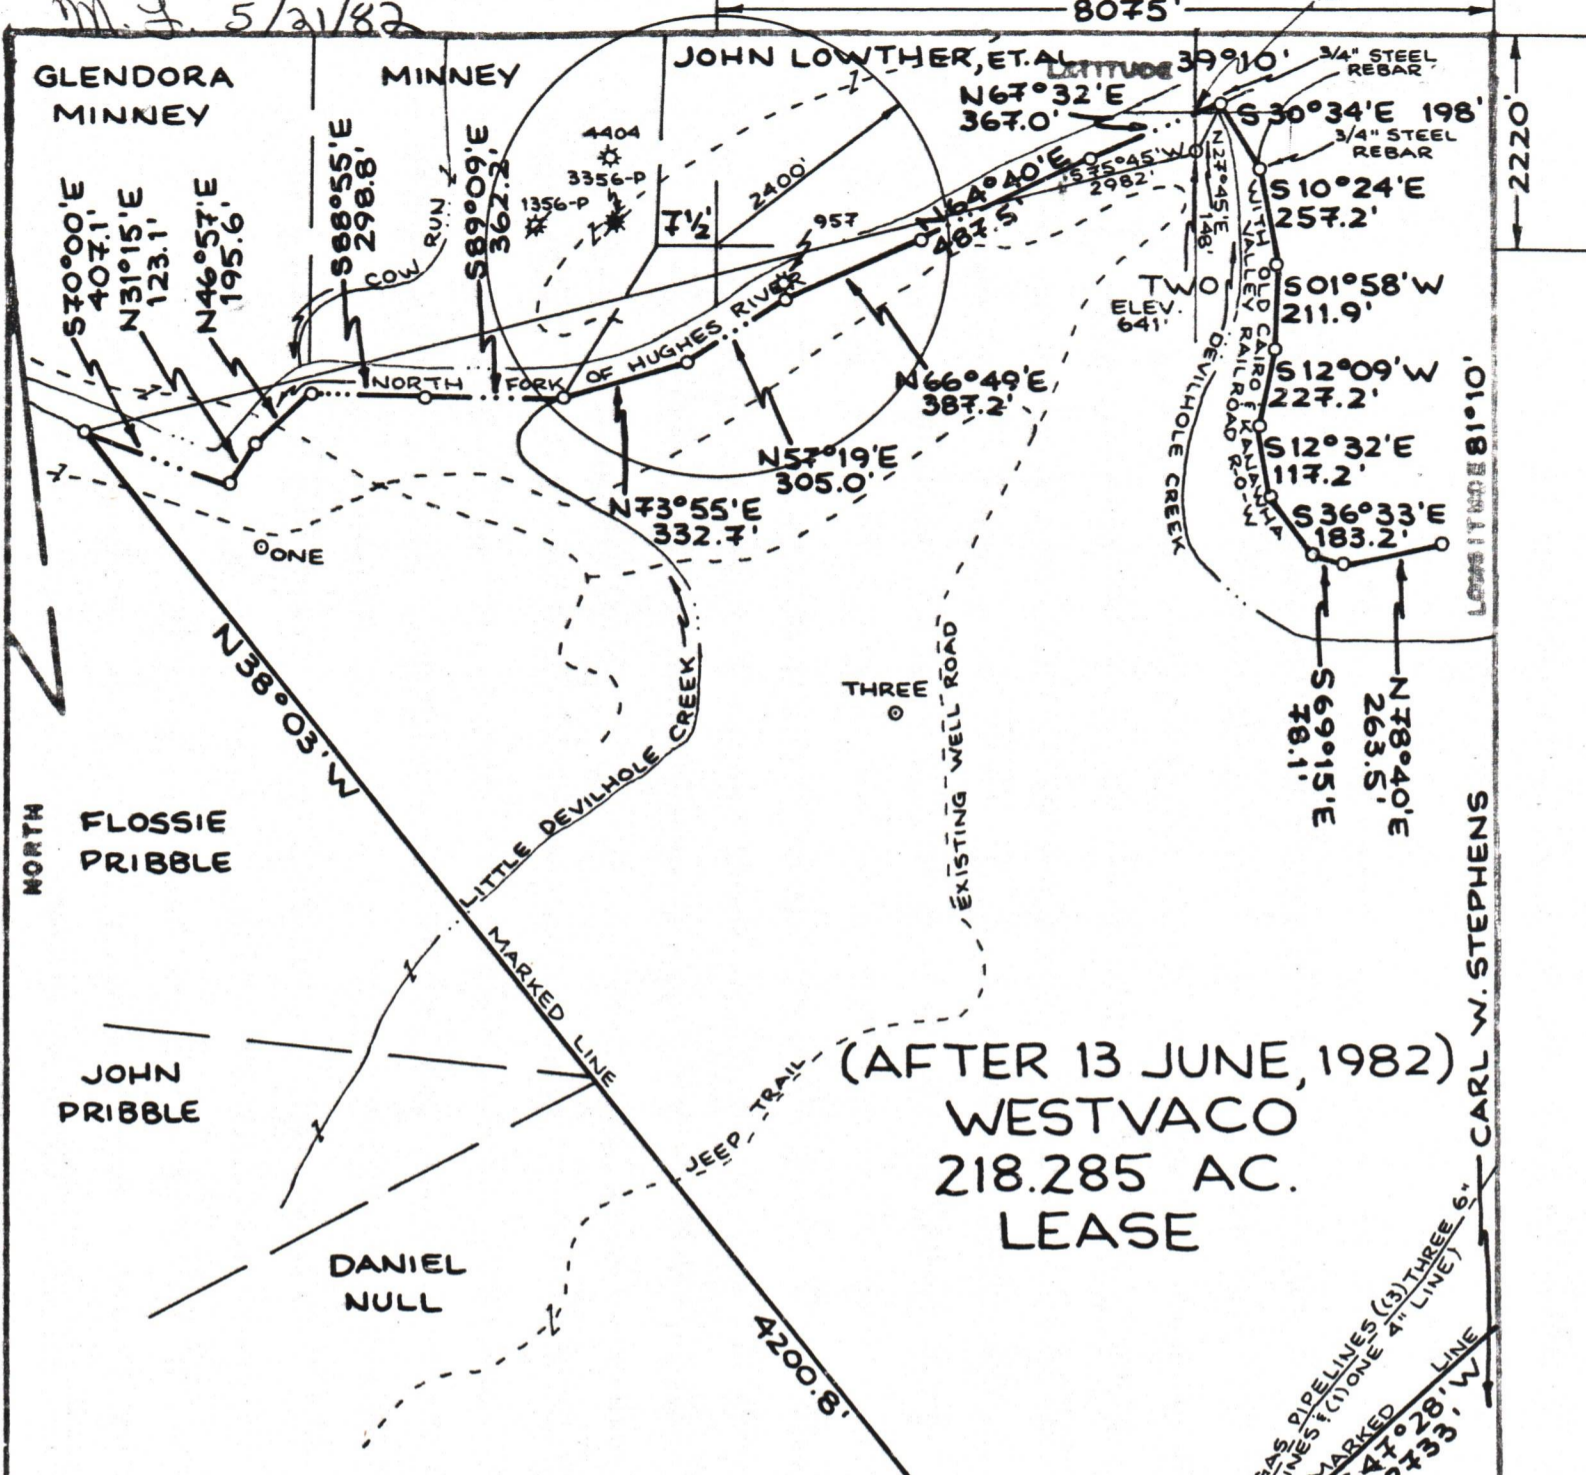 M. F. 5/21/82
8075'
GLENDORA
MINNEY
MINNEY
JOHN LOWTHER, ET. AL
LATITUDE 39°10'
3/4" STEEL
REBAR
N67°32'E
367.0'
S 30°34'E 198'
3/4" STEEL
REBAR
2220'
S70°00'E
407.1'
N31°15'E
123.1'
N46°57'E
195.6'
S88°55'E
298.8'
COW RUN
S89°09'E
362.2'
4404
3356-P
1356-P
7½'
2400'
957
N64°40'E
487.5'
S75°45'W
2982'
N27°45'E
148'
S10°24'E
257.2'
WITH OLD CAIRO & KANAWHA
VALLEY RAILROAD R-O-W
TWO
ELEV.
641'
S01°58'W
211.9'
S12°09'W
227.2'
S12°32'E
117.2'
S36°33'E
183.2'
DEVILHOLE CREEK
LONGITUDE 81°10'
NORTH FORK OF HUGHES RIVER
N66°49'E
387.2'
N57°19'E
305.0'
N73°55'E
332.7'
ONE
THREE
S69°15'E
78.1'
N78°40'E
263.5'
N38°03'W
EXISTING WELL ROAD
LITTLE DEVILHOLE CREEK
NORTH
FLOSSIE
PRIBBLE
MARKED LINE
CARL W. STEPHENS
JOHN
PRIBBLE
JEEP TRAIL
(AFTER 13 JUNE, 1982)
WESTVACO
218.285 AC.
LEASE
DANIEL
NULL
4200.8'
GAS PIPELINES ((3) THREE 6"
LINES & (1) ONE 4" LINE)
MARKED LINE
47°28'W
733'